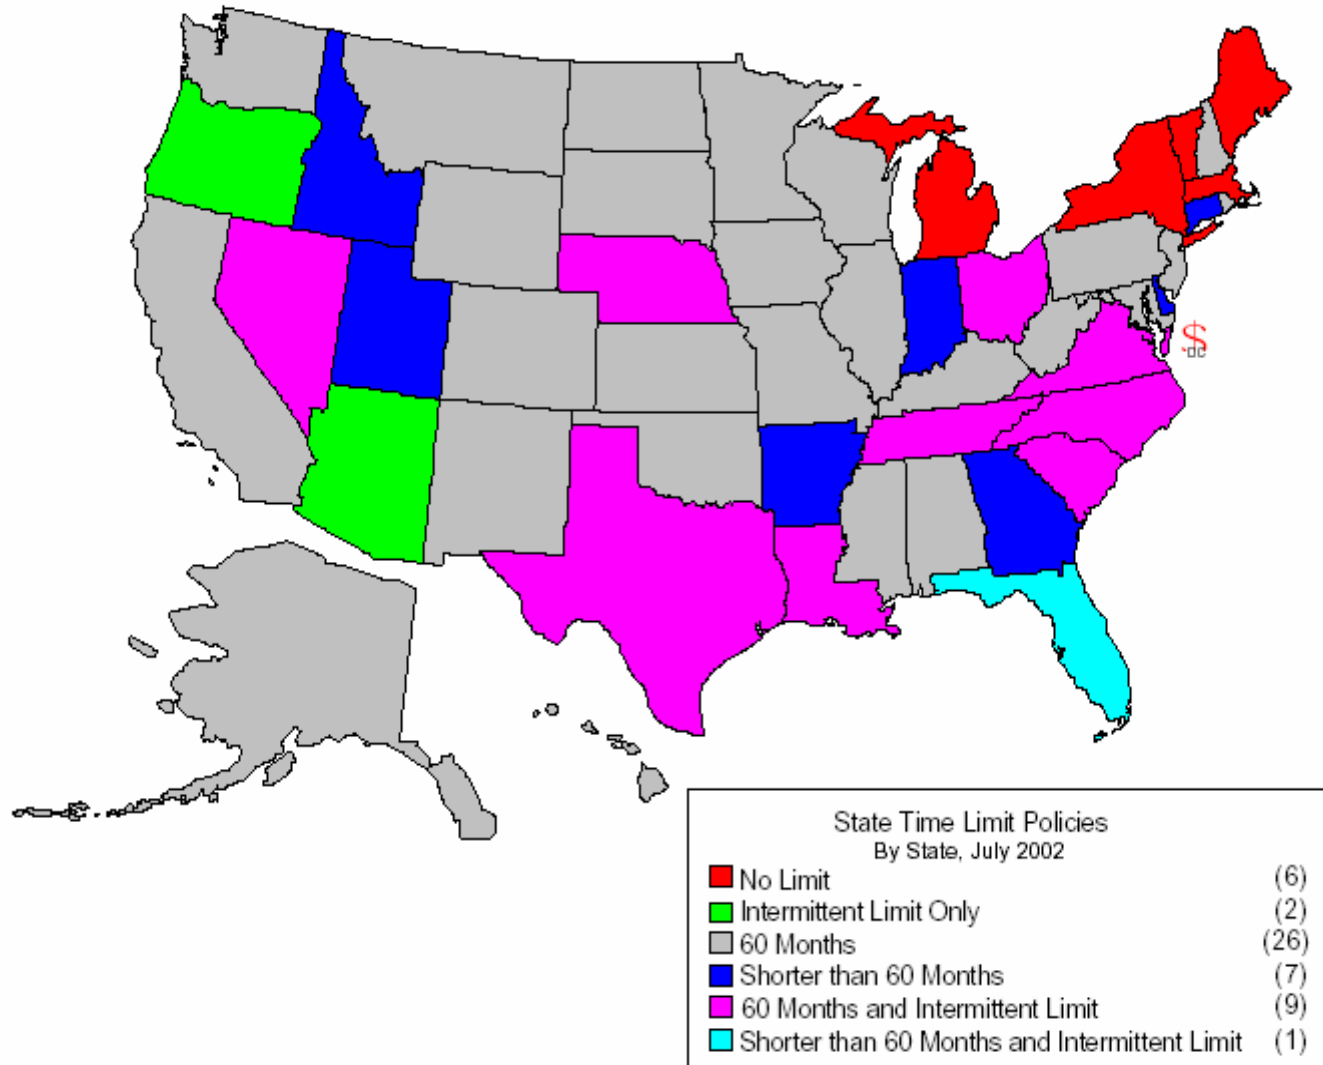 $
DC
State Time Limit Policies
By State, July 2002
No Limit (6)
Intermittent Limit Only (2)
60 Months (26)
Shorter than 60 Months (7)
60 Months and Intermittent Limit (9)
Shorter than 60 Months and Intermittent Limit (1)